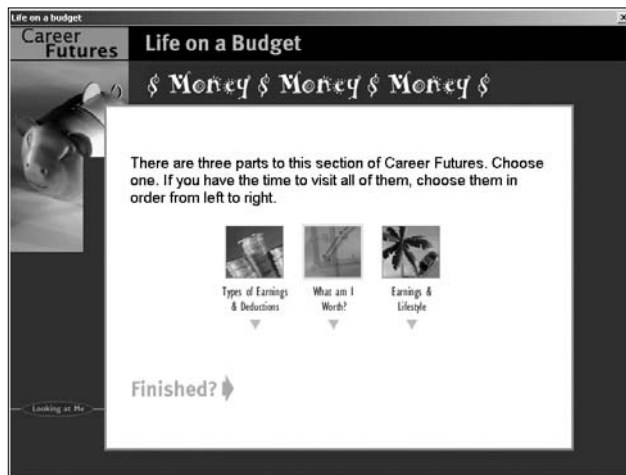 Life on a budget
Career
Futures
Life on a Budget
$ Money $ Money $ Money $
There are three parts to this section of Career Futures. Choose
one. If you have the time to visit all of them, choose them in
order from left to right.
Types of Earnings
& Deductions
What am I
Worth?
Earnings &
Lifestyle
Finished?
Looking at Me